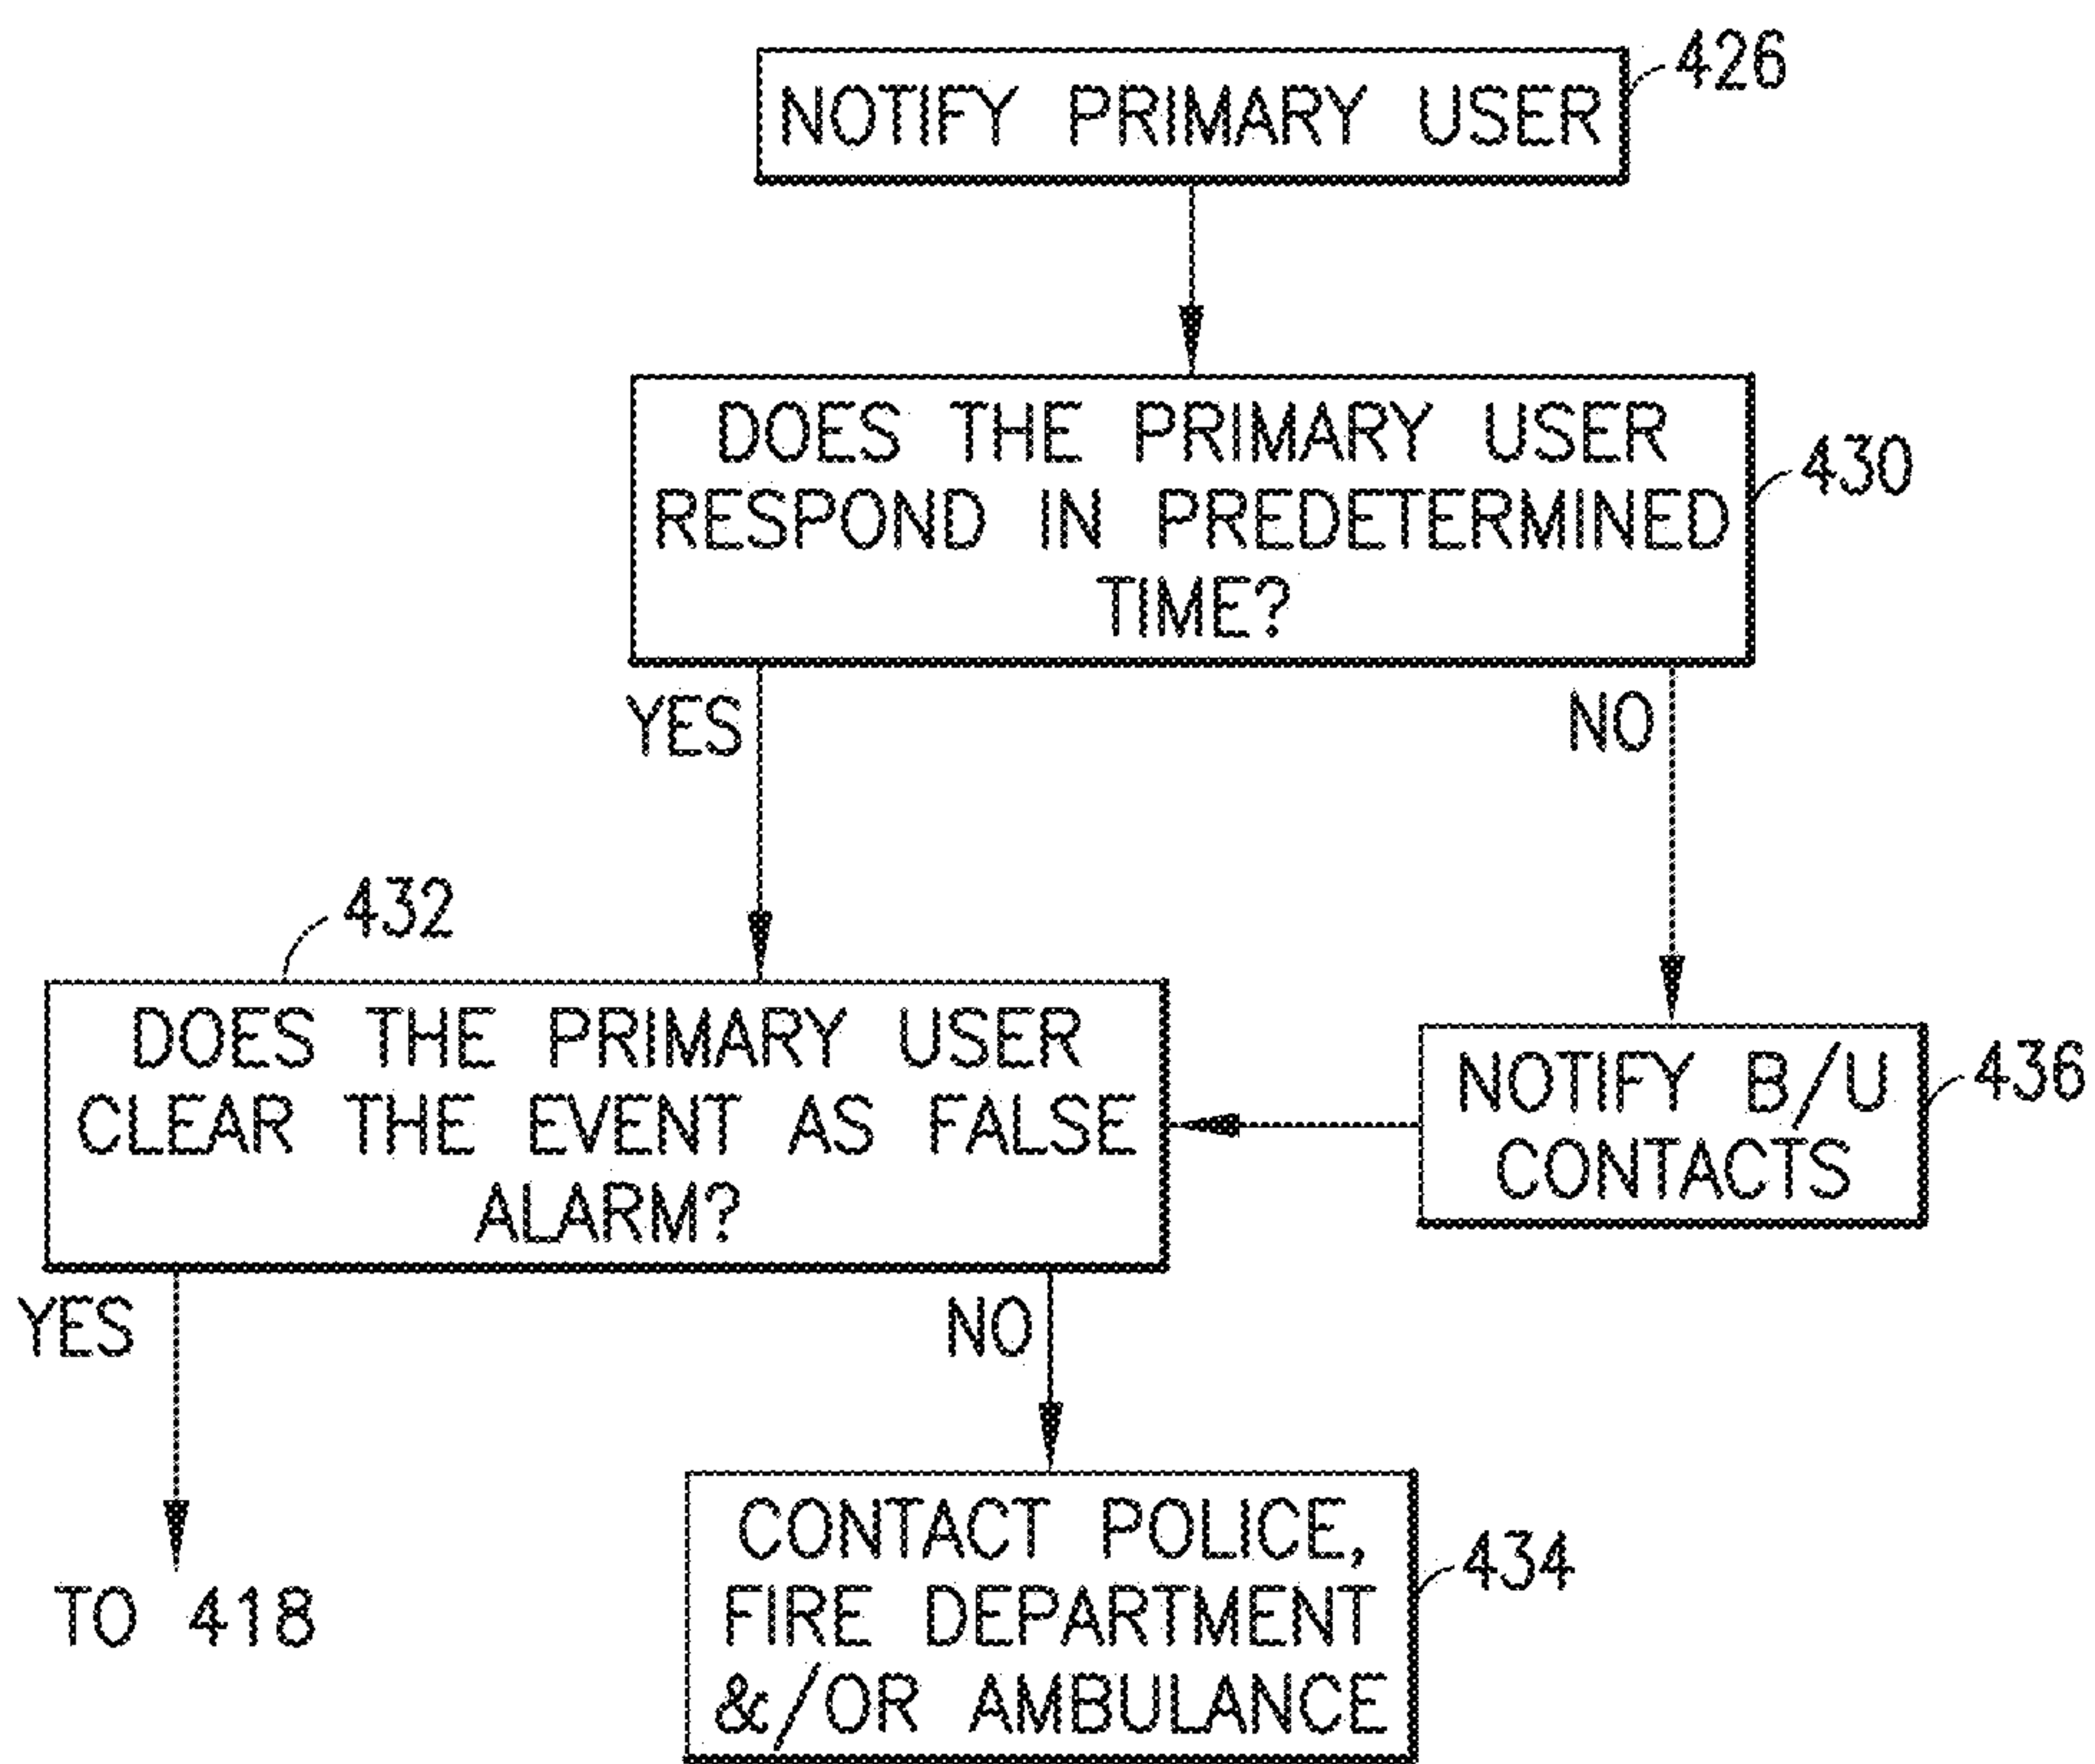 NOTIFY PRIMARY USER
426
DOES THE PRIMARY USER
RESPOND IN PREDETERMINED
TIME?
430
YES
NO
432
DOES THE PRIMARY USER
CLEAR THE EVENT AS FALSE
ALARM?
NOTIFY B/U
CONTACTS
436
YES
NO
TO 418
CONTACT POLICE,
FIRE DEPARTMENT
&/OR AMBULANCE
434